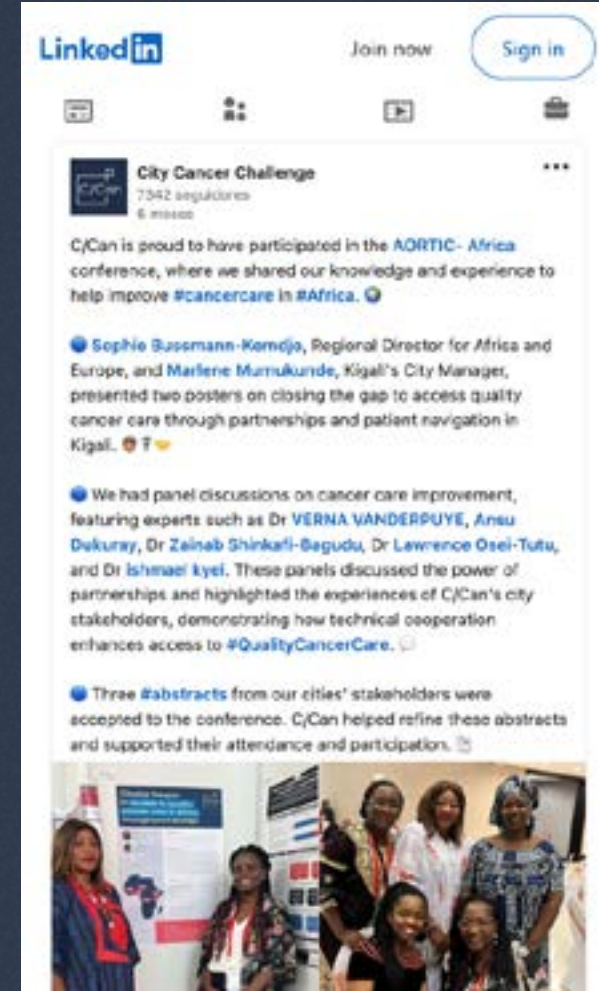 Linked in
Join now
Sign in
C/Can
City Cancer Challenge
7342 seguidores
6 meses
C/Can is proud to have participated in the AORTIC- Africa
conference, where we shared our knowledge and experience to
help improve #cancercare in #Africa.
Sophie Bussmann-Kemdjo, Regional Director for Africa and
Europe, and Marlene Mumukunde, Kigali's City Manager,
presented two posters on closing the gap to access quality
cancer care through partnerships and patient navigation in
Kigali.
We had panel discussions on cancer care improvement,
featuring experts such as Dr VERNA VANDERPUYE, Ansu
Dukuray, Dr Zainab Shinkafi-Bagudu, Dr Lawrence Osei-Tutu,
and Dr ishmael kyei. These panels discussed the power of
partnerships and highlighted the experiences of C/Can's city
stakeholders, demonstrating how technical cooperation
enhances access to #QualityCancerCare.
Three #abstracts from our cities' stakeholders were
accepted to the conference. C/Can helped refine these abstracts
and supported their attendance and participation.